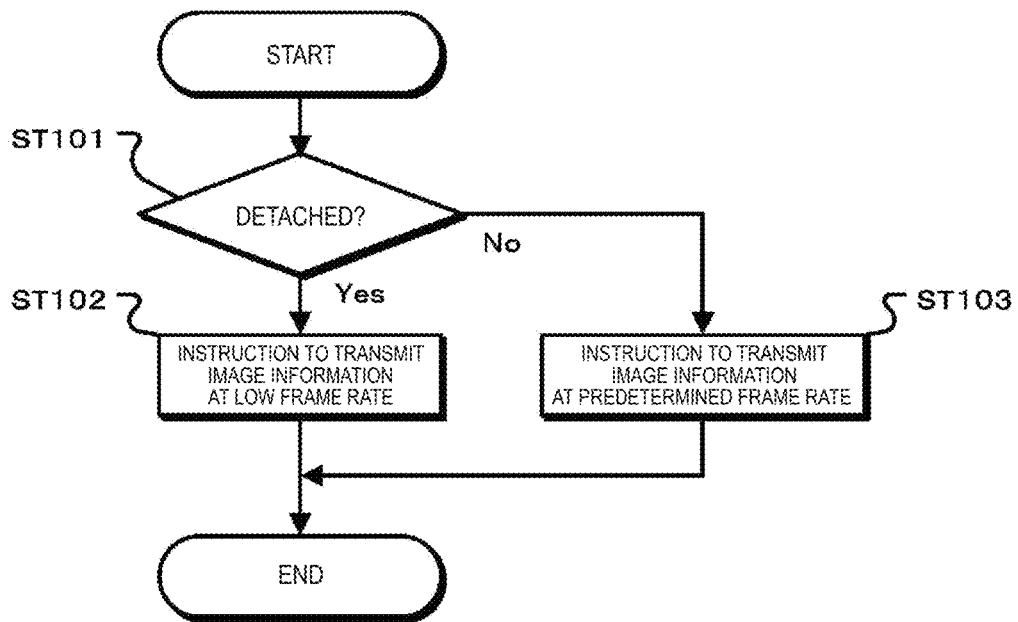 START
ST101
DETACHED?
No
Yes
ST102
ST103
INSTRUCTION TO TRANSMIT
IMAGE INFORMATION
AT LOW FRAME RATE
INSTRUCTION TO TRANSMIT
IMAGE INFORMATION
AT PREDETERMINED FRAME RATE
END